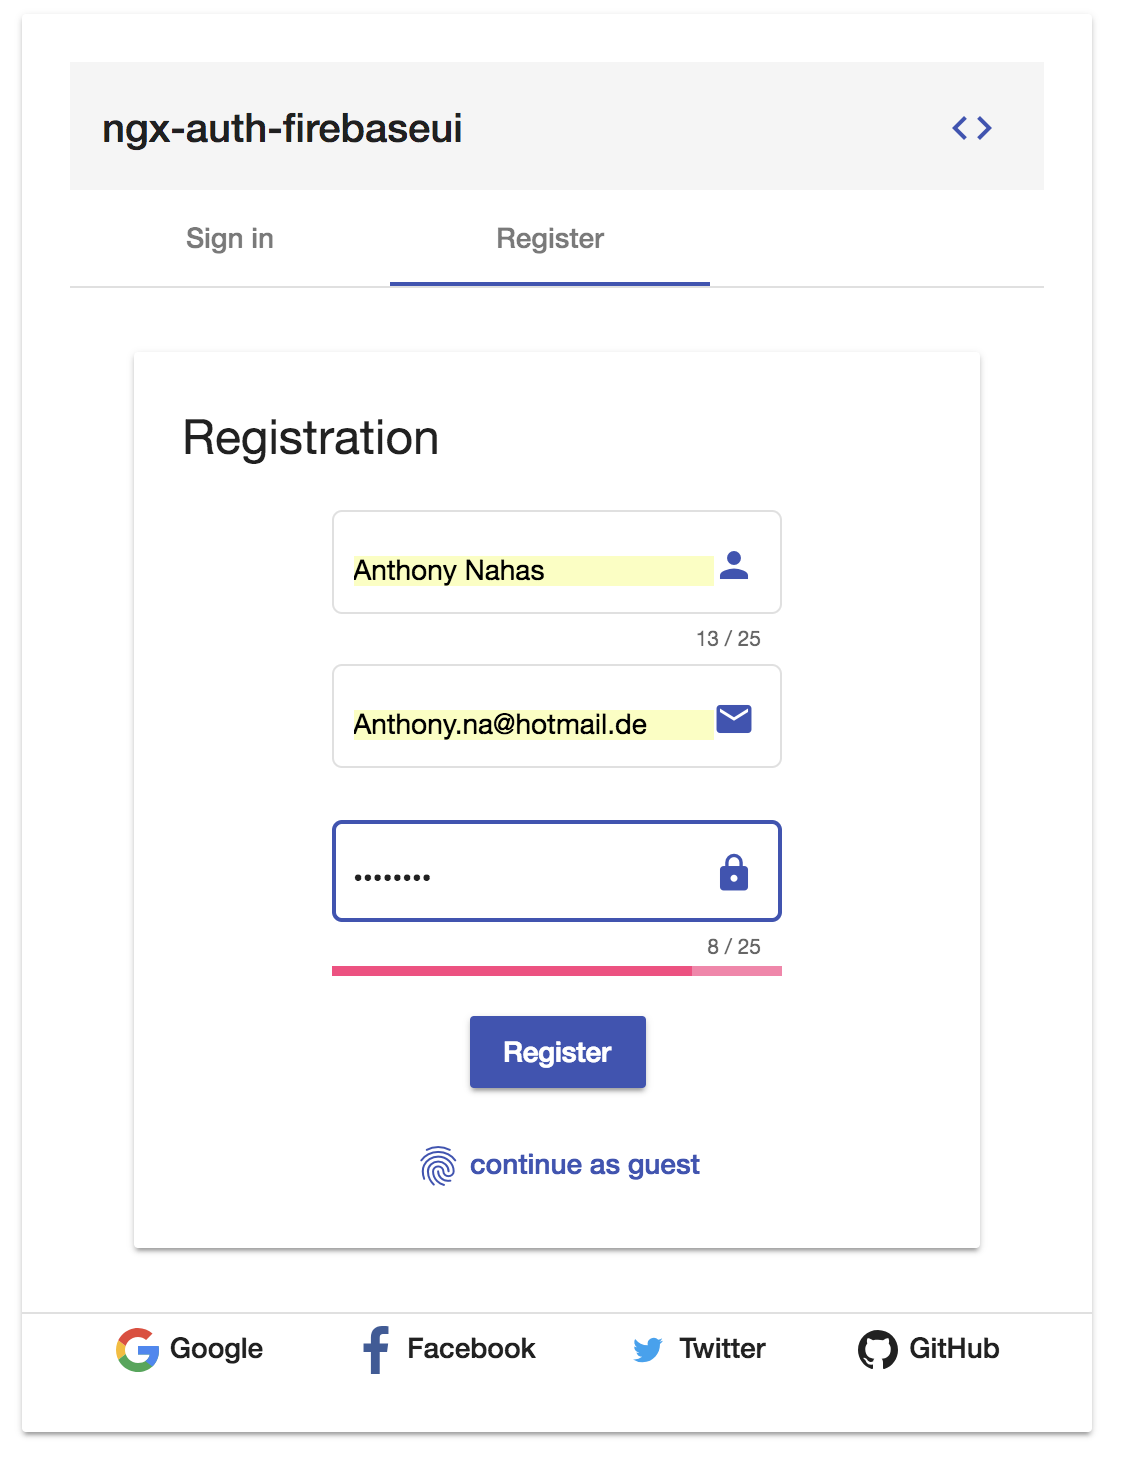 ngx-auth-firebaseui
Sign in Register
Registration
Anthony Nahas
13 / 25
Anthony.na@hotmail.de
••••••••
8 / 25
Register
continue as guest
Google Facebook Twitter GitHub